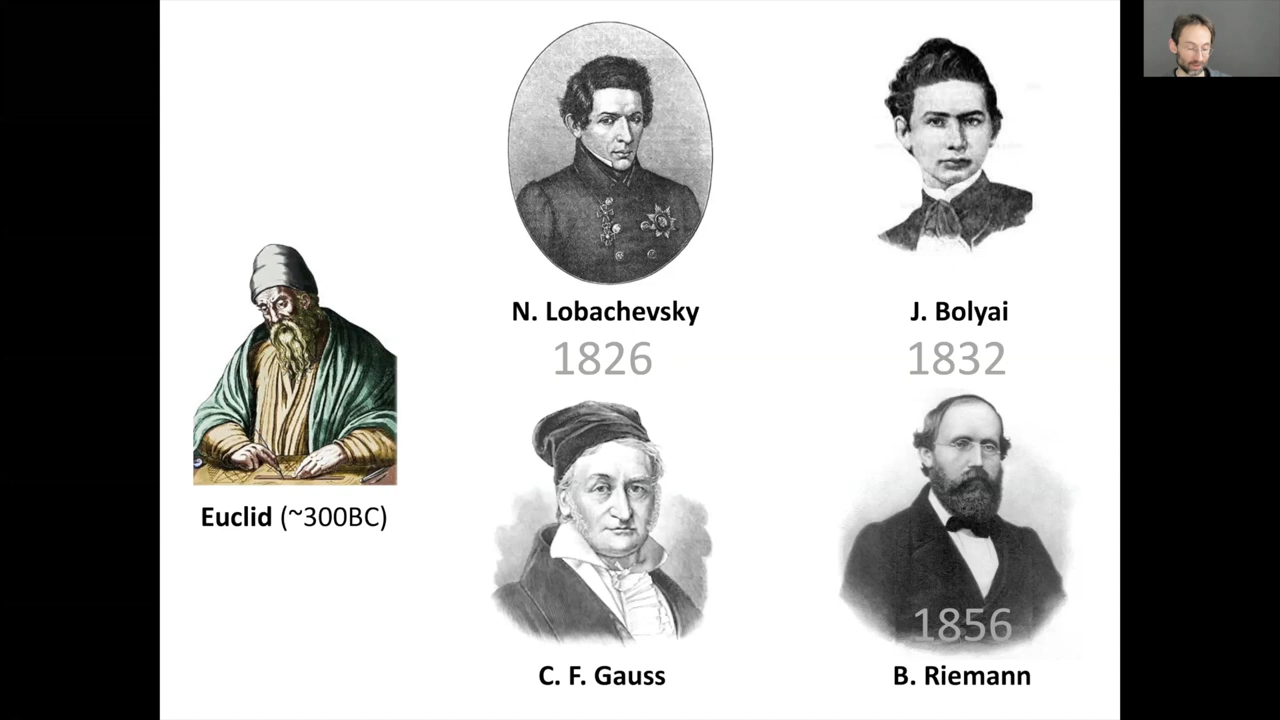 N. Lobachevsky
1826
J. Bolyai
1832
Euclid (~300BC)
C. F. Gauss
1856
B. Riemann